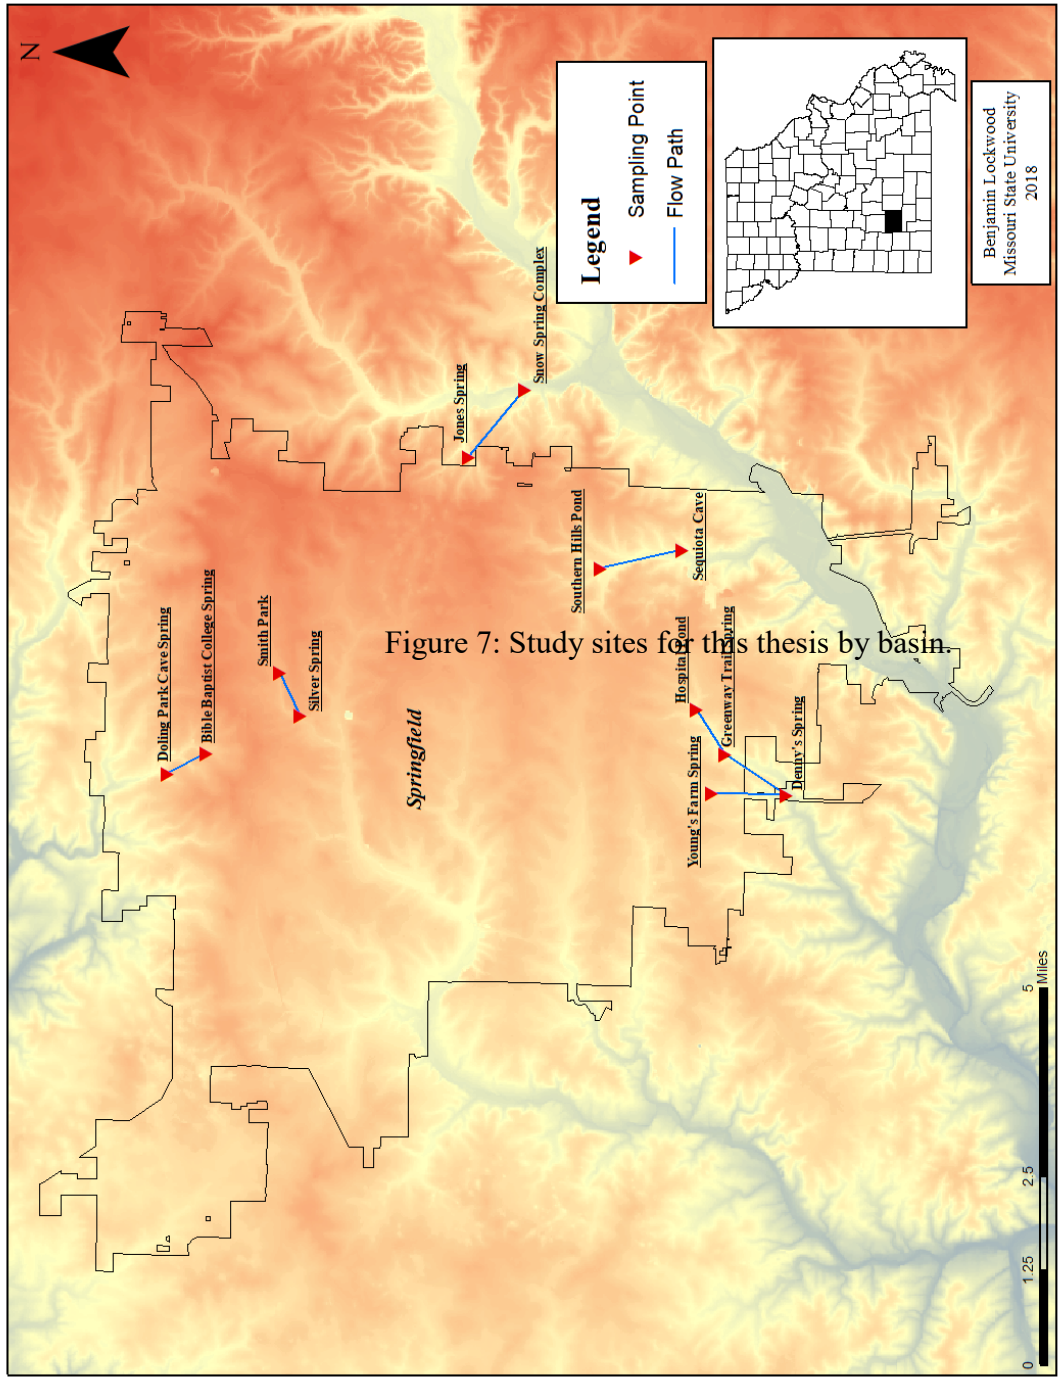 N
Doling Park Cave Spring
Bible Baptist College Spring
Smith Park
Silver Spring
Springfield
Jones Spring
Snow Spring Complex
Southern Hills Pond
Sequiota Cave
Hospital Pond
Greenway Trail Spring
Young's Farm Spring
Denny's Spring
Figure 7: Study sites for this thesis by basin.
Legend
Sampling Point
Flow Path
Benjamin Lockwood
Missouri State University
2018
0 1.25 2.5 5
Miles